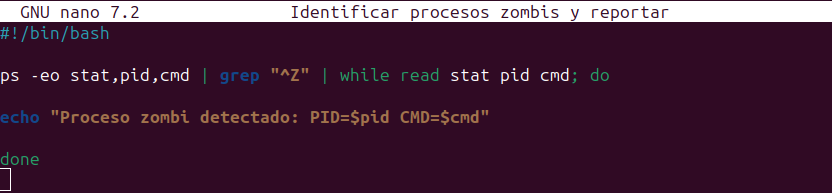 GNU nano 7.2 Identificar procesos zombis y reportar
#!/bin/bash
ps -eo stat,pid,cmd | grep "^Z" | while read stat pid cmd; do
echo "Proceso zombi detectado: PID=$pid CMD=$cmd"
done